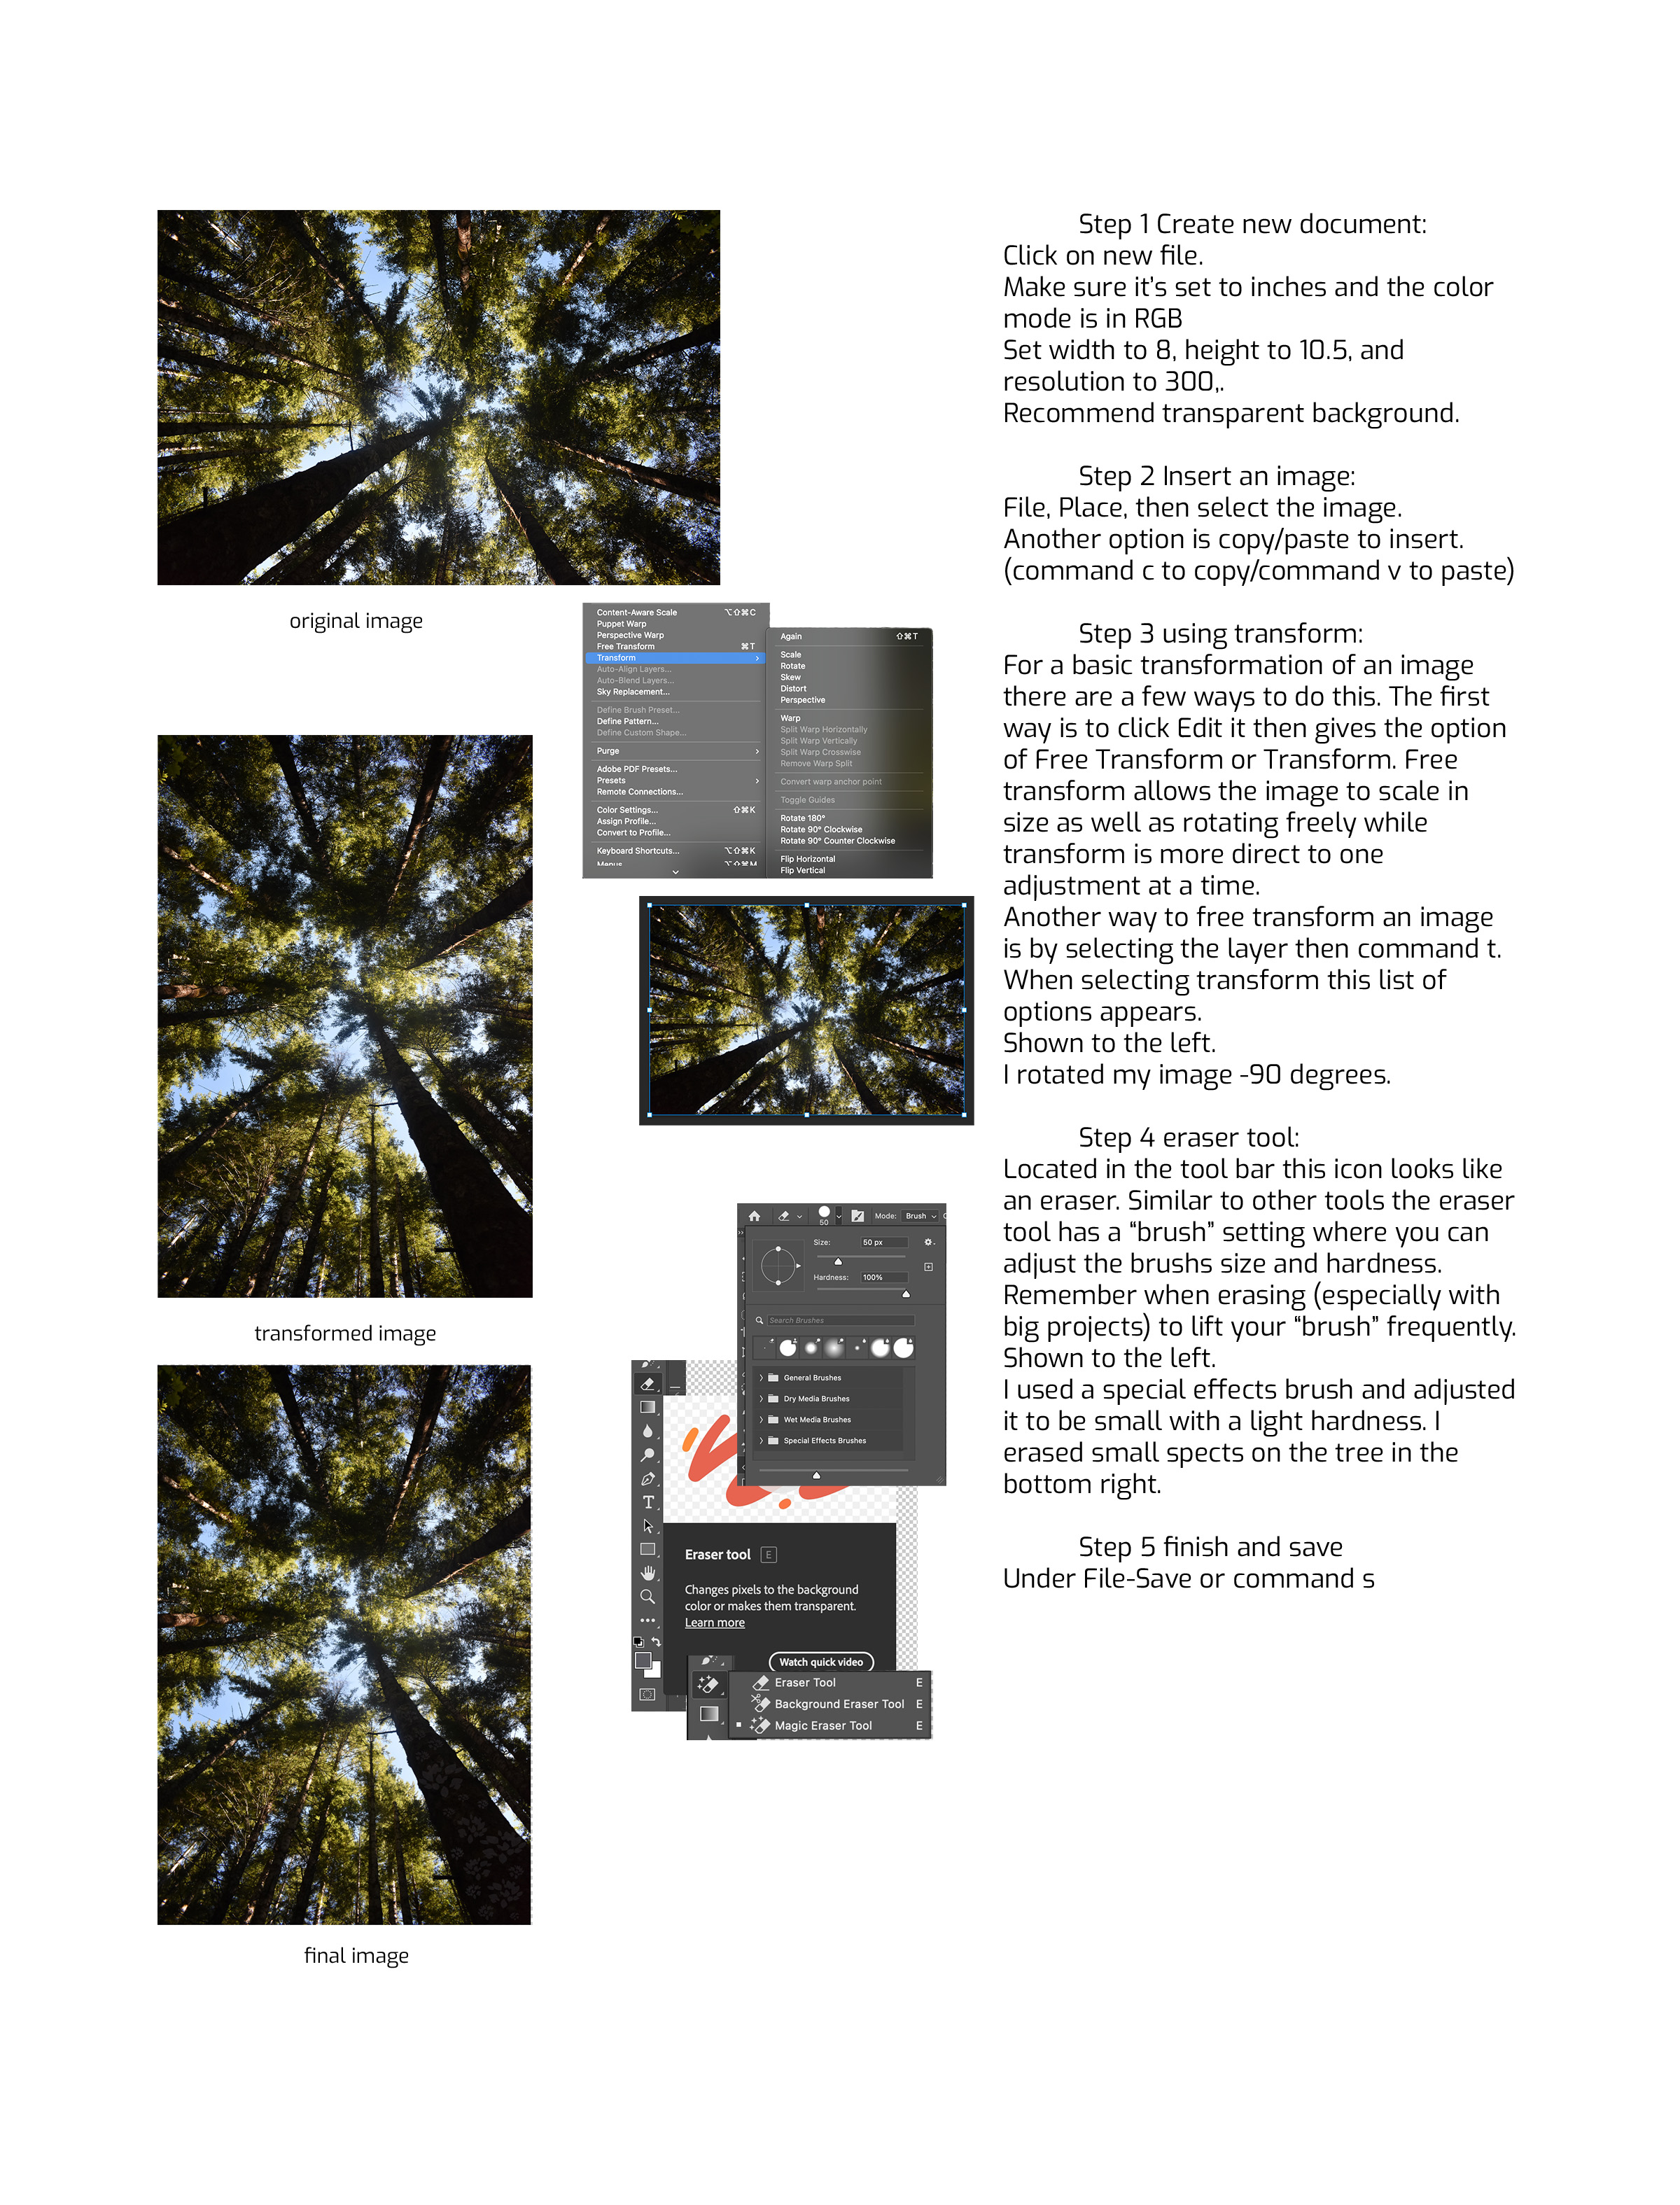 Step 1 Create new document:
Click on new file.
Make sure it's set to inches and the color
mode is in RGB
Set width to 8, height to 10.5, and
resolution to 300,.
Recommend transparent background.
Step 2 Insert an image:
File, Place, then select the image.
Another option is copy/paste to insert.
(command c to copy/command v to paste)
Step 3 using transform:
For a basic transformation of an image
there are a few ways to do this. The first
way is to click Edit it then gives the option
of Free Transform or Transform. Free
transform allows the image to scale in
size as well as rotating freely while
transform is more direct to one
adjustment at a time.
Another way to free transform an image
is by selecting the layer then command t.
When selecting transform this list of
options appears.
Shown to the left.
I rotated my image -90 degrees.
Step 4 eraser tool:
Located in the tool bar this icon looks like
an eraser. Similar to other tools the eraser
tool has a “brush” setting where you can
adjust the brushs size and hardness.
Remember when erasing (especially with
big projects) to lift your “brush” frequently.
Shown to the left.
I used a special effects brush and adjusted
it to be small with a light hardness. I
erased small spects on the tree in the
bottom right.
Step 5 finish and save
Under File-Save or command s
original image
Content-Aware Scale ⌥⇧⌘C
Puppet Warp
Perspective Warp
Free Transform ⌘T
Transform
Auto-Align Layers...
Auto-Blend Layers...
Sky Replacement...
Define Brush Preset...
Define Pattern...
Define Custom Shape...
Purge
Adobe PDF Presets...
Presets
Remote Connections...
Color Settings... ⇧⌘K
Assign Profile...
Convert to Profile...
Keyboard Shortcuts... ⌥⇧⌘K
Menus... ⌥⇧⌘M
Again ⇧⌘T
Scale
Rotate
Skew
Distort
Perspective
Warp
Split Warp Horizontally
Split Warp Vertically
Split Warp Crosswise
Remove Warp Split
Convert warp anchor point
Toggle Guides
Rotate 180°
Rotate 90° Clockwise
Rotate 90° Counter Clockwise
Flip Horizontal
Flip Vertical
transformed image
50
Mode: Brush
Size: 50 px
Hardness: 100%
Search Brushes
General Brushes
Dry Media Brushes
Wet Media Brushes
Special Effects Brushes
Eraser tool E
Changes pixels to the background
color or makes them transparent.
Learn more
Watch quick video
Eraser Tool E
Background Eraser Tool E
Magic Eraser Tool E
final image